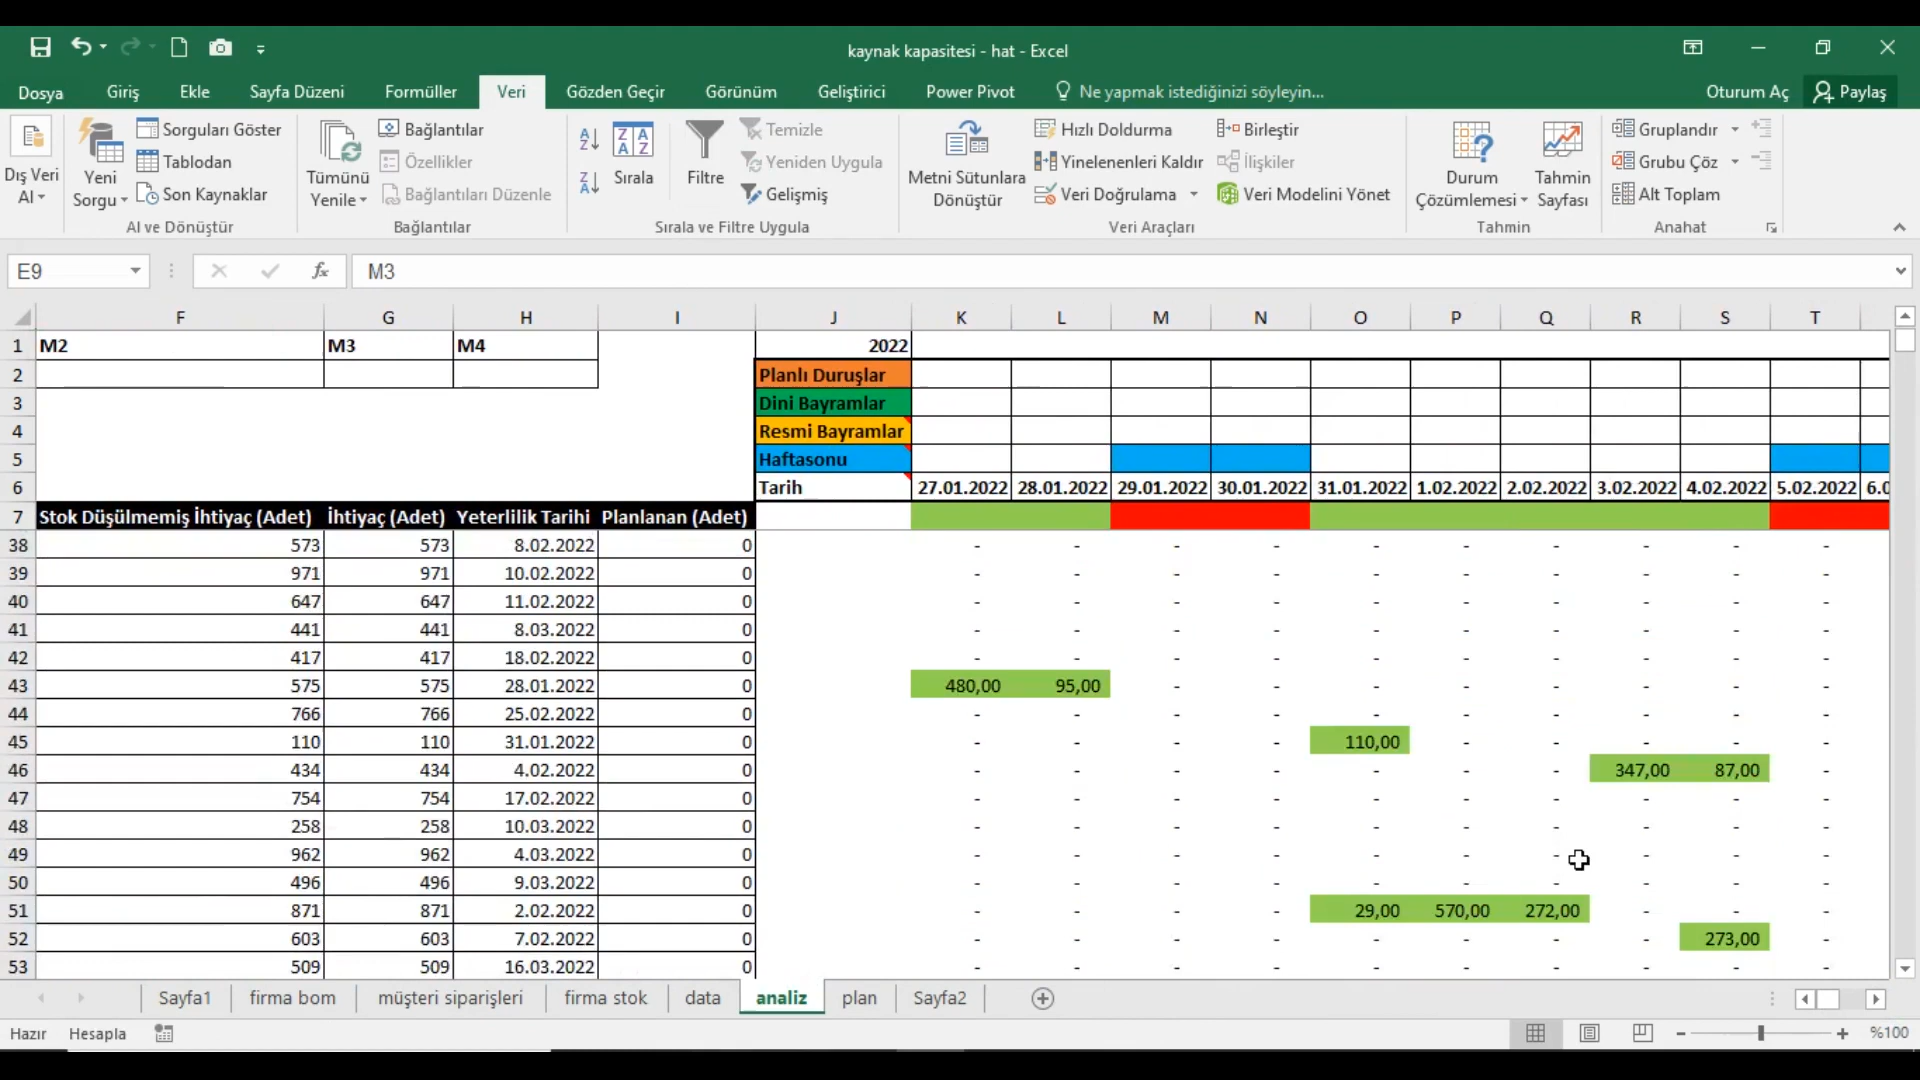 kaynak kapasitesi - hat - Excel
Dosya Giriş Ekle Sayfa Düzeni Formüller Veri Gözden Geçir Görünüm Geliştirici Power Pivot Ne yapmak istediğinizi söyleyin... Oturum Aç Paylaş
Dış Veri Al
Yeni Sorgu
Sorguları Göster
Tablodan
Son Kaynaklar
Al ve Dönüştür
Tümünü Yenile
Bağlantılar
Özellikler
Bağlantıları Düzenle
Bağlantılar
Sırala
Filtre
Temizle
Yeniden Uygula
Gelişmiş
Sırala ve Filtre Uygula
Metni Sütunlara Dönüştür
Hızlı Doldurma
Yinelenenleri Kaldır
Veri Doğrulama
Birleştir
İlişkiler
Veri Modelini Yönet
Veri Araçları
Durum Çözümlemesi
Tahmin Sayfası
Tahmin
Gruplandır
Grubu Çöz
Alt Toplam
Anahat
E9 fx M3
F G H I J K L M N O P Q R S T
1 M2 M3 M4 2022
2 Planlı Duruşlar
3 Dini Bayramlar
4 Resmi Bayramlar
5 Haftasonu
6 Tarih 27.01.2022 28.01.2022 29.01.2022 30.01.2022 31.01.2022 1.02.2022 2.02.2022 3.02.2022 4.02.2022 5.02.2022 6.0
7 Stok Düşülmemiş İhtiyaç (Adet) İhtiyaç (Adet) Yeterlilik Tarihi Planlanan (Adet)
38 573 573 8.02.2022 0 - - - - - - - - - -
39 971 971 10.02.2022 0 - - - - - - - - - -
40 647 647 11.02.2022 0 - - - - - - - - - -
41 441 441 8.03.2022 0 - - - - - - - - - -
42 417 417 18.02.2022 0 - - - - - - - - - -
43 575 575 28.01.2022 0 480,00 95,00 - - - - - - - -
44 766 766 25.02.2022 0 - - - - - - - - - -
45 110 110 31.01.2022 0 - - - - 110,00 - - - - -
46 434 434 4.02.2022 0 - - - - - - - 347,00 87,00 -
47 754 754 17.02.2022 0 - - - - - - - - - -
48 258 258 10.03.2022 0 - - - - - - - - - -
49 962 962 4.03.2022 0 - - - - - - - - - -
50 496 496 9.03.2022 0 - - - - - - - - - -
51 871 871 2.02.2022 0 - - - - 29,00 570,00 272,00 - - -
52 603 603 7.02.2022 0 - - - - - - - - 273,00 -
53 509 509 16.03.2022 0 - - - - - - - - - -
Sayfa1 firma bom müşteri siparişleri firma stok data analiz plan Sayfa2
Hazır Hesapla %100